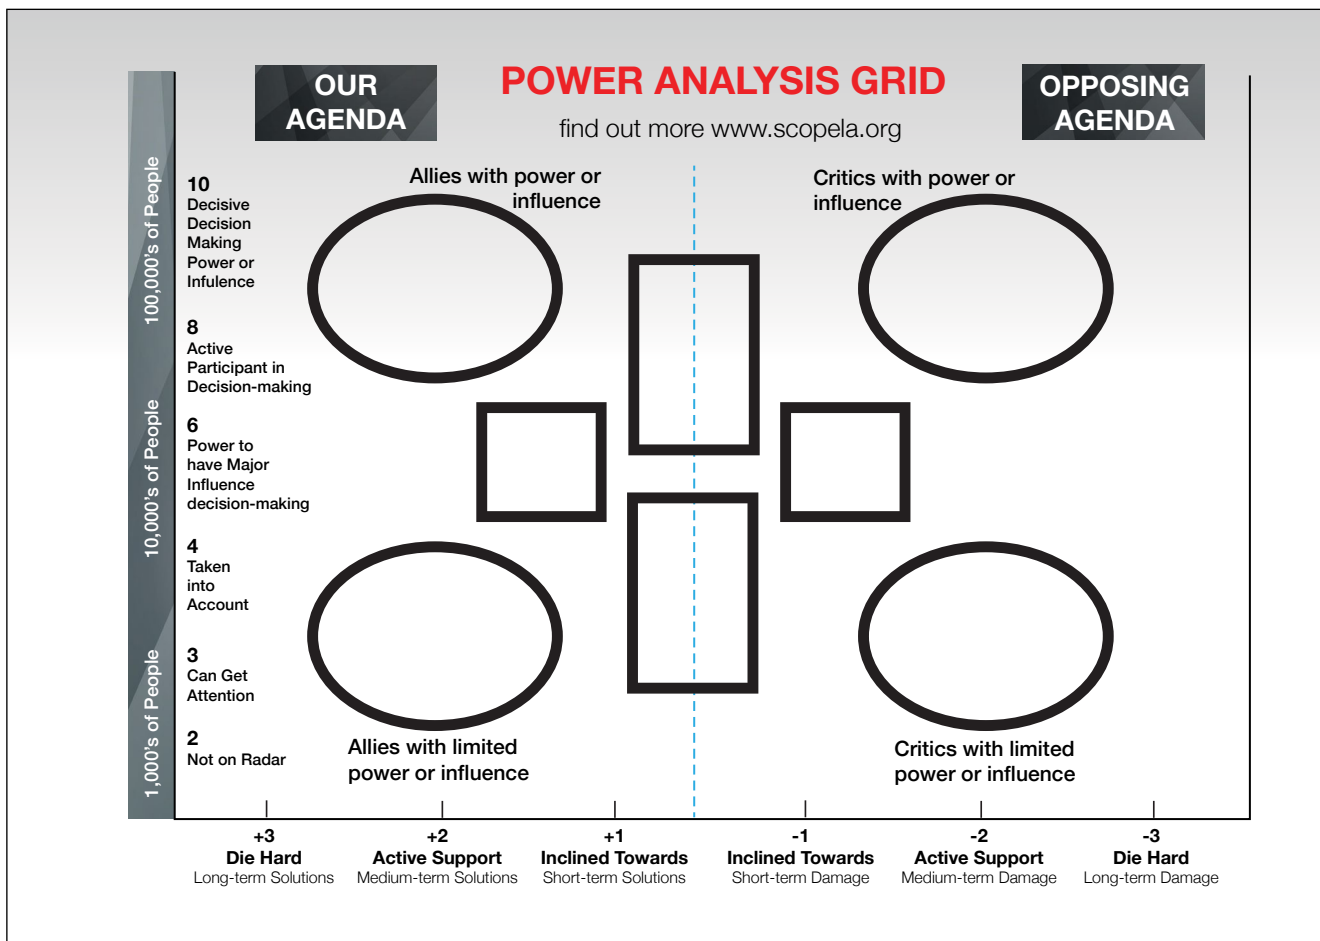 OUR
AGENDA
POWER ANALYSIS GRID
find out more www.scopela.org
OPPOSING
AGENDA
100,000's of People
10,000's of People
1,000's of People
10
Decisive
Decision
Making
Power or
Infulence
8
Active
Participant in
Decision-making
6
Power to
have Major
Influence
decision-making
4
Taken
into
Account
3
Can Get
Attention
2
Not on Radar
Allies with power or
influence
Critics with power or
influence
Allies with limited
power or influence
Critics with limited
power or influence
+3
Die Hard
Long-term Solutions
+2
Active Support
Medium-term Solutions
+1
Inclined Towards
Short-term Solutions
-1
Inclined Towards
Short-term Damage
-2
Active Support
Medium-term Damage
-3
Die Hard
Long-term Damage